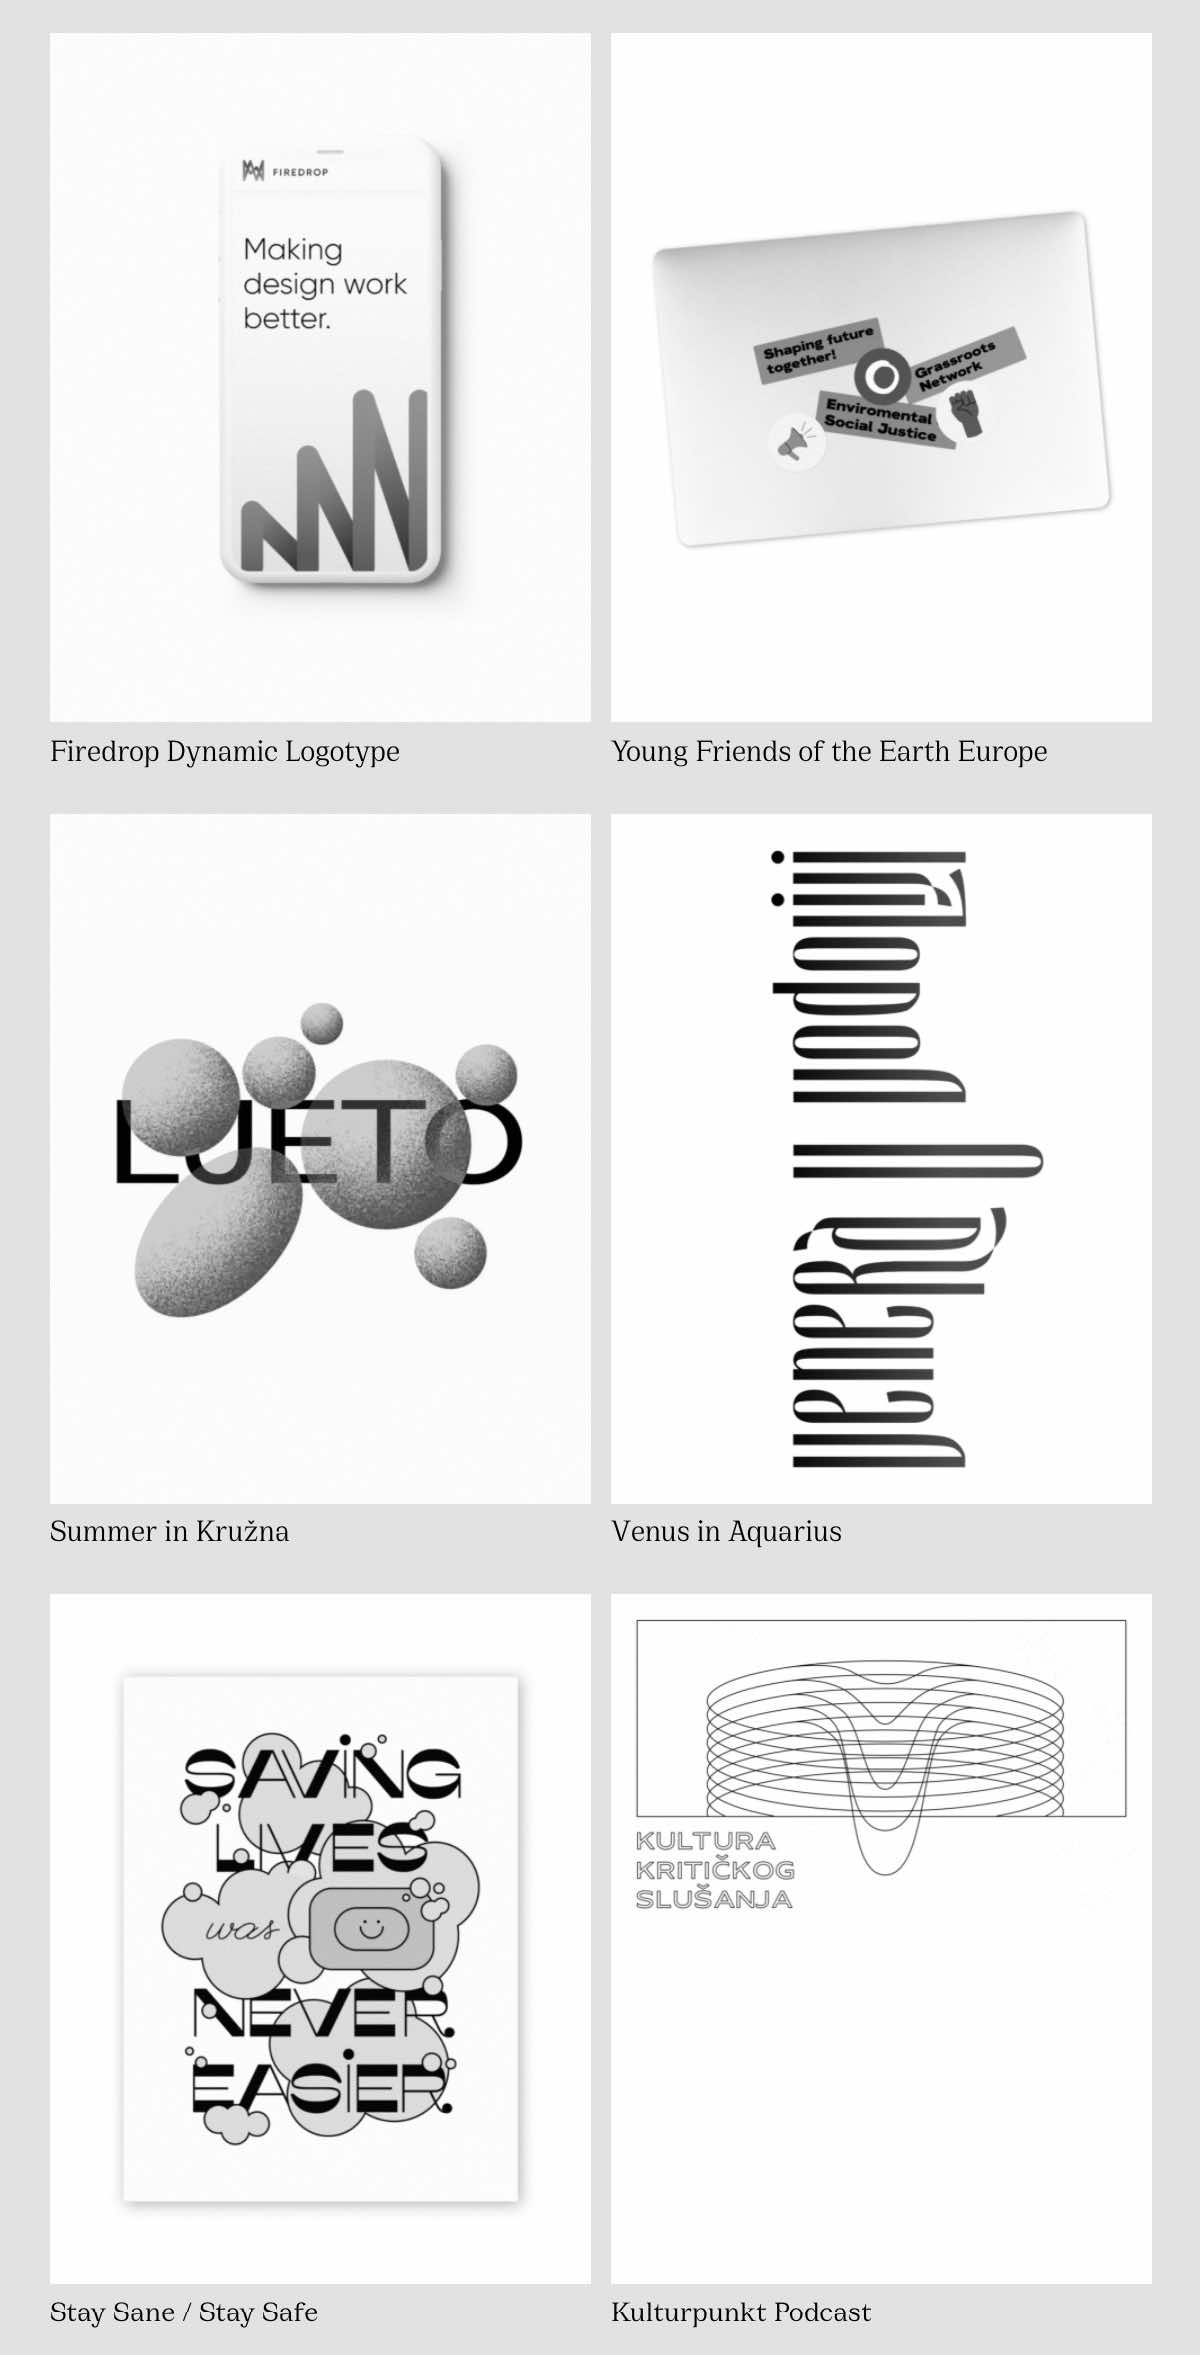 FIREDROP
Making
design work
better.
Shaping future
together!
Grassroots
Network
Enviromental
Social Justice
Firedrop Dynamic Logotype
Young Friends of the Earth Europe
LJETO
Venera u vodoliji
Summer in Kružna
Venus in Aquarius
SAViNG
LIVES
was
NEVER
EASiER
KULTURA
KRITIČKOG
SLUŠANJA
Stay Sane / Stay Safe
Kulturpunkt Podcast